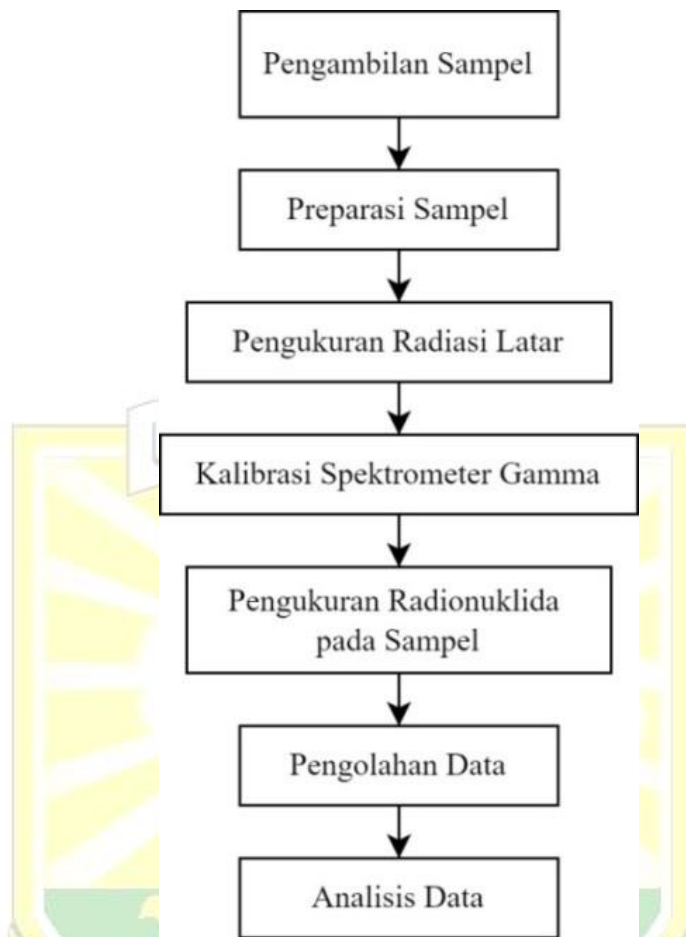 Pengambilan Sampel
Preparasi Sampel
Pengukuran Radiasi Latar
Kalibrasi Spektrometer Gamma
Pengukuran Radionuklida
pada Sampel
Pengolahan Data
Analisis Data